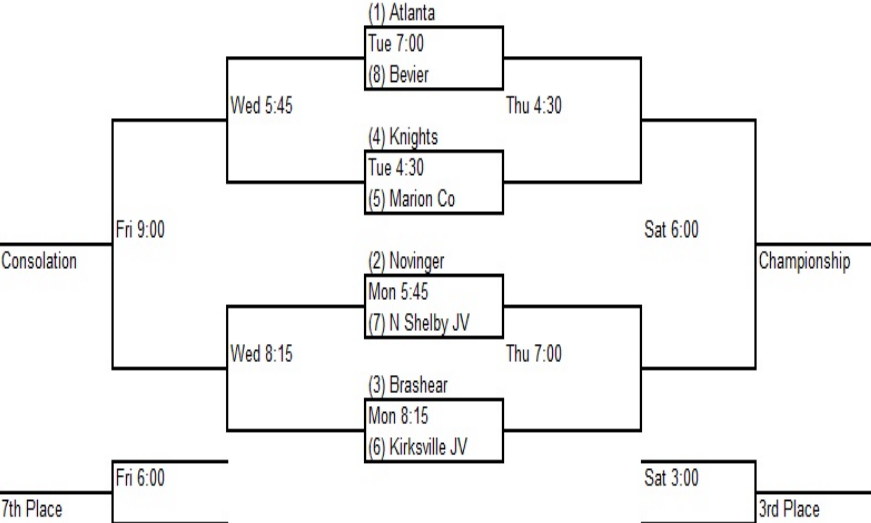 (1) Atlanta
Tue 7:00
(8) Bevier
Wed 5:45
Thu 4:30
(4) Knights
Tue 4:30
(5) Marion Co
Fri 9:00
Sat 6:00
Consolation
Championship
(2) Novinger
Mon 5:45
(7) N Shelby JV
Wed 8:15
Thu 7:00
(3) Brashear
Mon 8:15
(6) Kirksville JV
Fri 6:00
Sat 3:00
7th Place
3rd Place